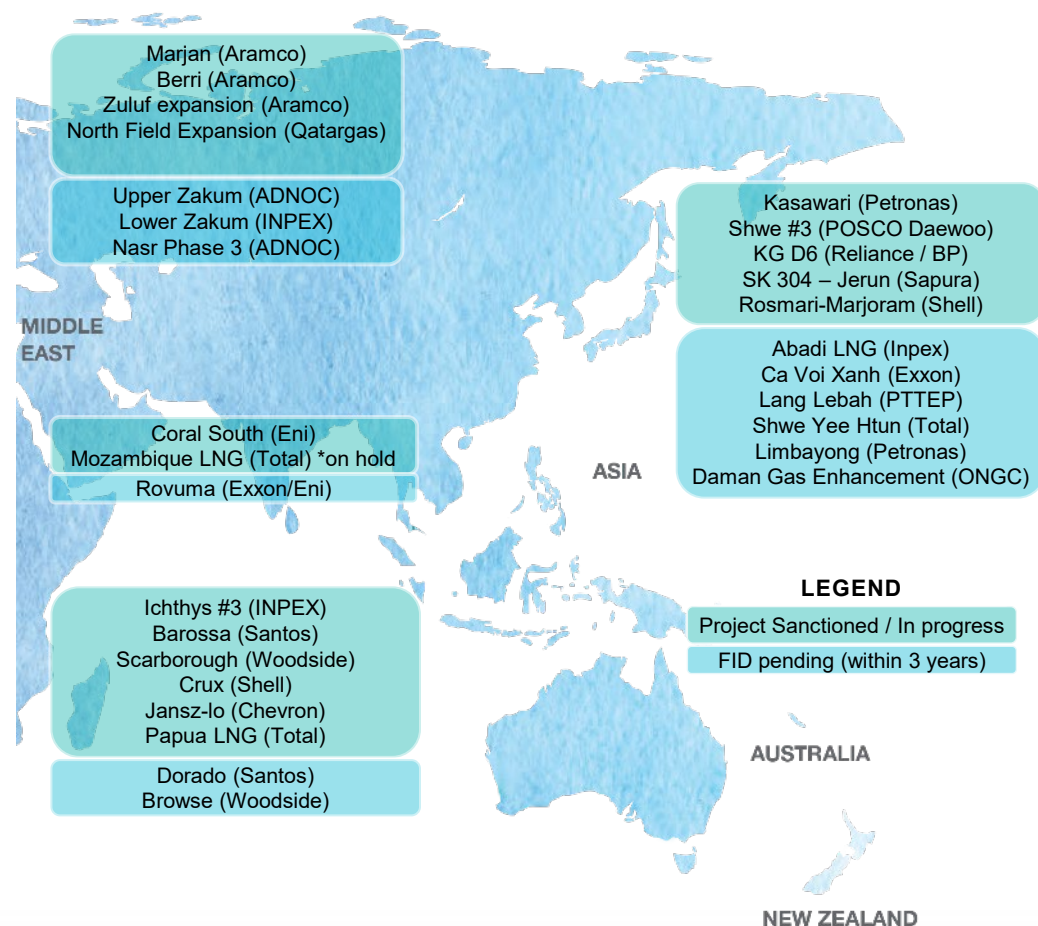 Marjan (Aramco)
Berri (Aramco)
Zuluf expansion (Aramco)
North Field Expansion (Qatargas)
Upper Zakum (ADNOC)
Lower Zakum (INPEX)
Nasr Phase 3 (ADNOC)
MIDDLE
EAST
Kasawari (Petronas)
Shwe #3 (POSCO Daewoo)
KG D6 (Reliance / BP)
SK 304 – Jerun (Sapura)
Rosmari-Marjoram (Shell)
Abadi LNG (Inpex)
Ca Voi Xanh (Exxon)
Lang Lebah (PTTEP)
Shwe Yee Htun (Total)
Limbayong (Petronas)
Daman Gas Enhancement (ONGC)
Coral South (Eni)
Mozambique LNG (Total) *on hold
Rovuma (Exxon/Eni)
ASIA
Ichthys #3 (INPEX)
Barossa (Santos)
Scarborough (Woodside)
Crux (Shell)
Jansz-lo (Chevron)
Papua LNG (Total)
Dorado (Santos)
Browse (Woodside)
LEGEND
Project Sanctioned / In progress
FID pending (within 3 years)
AUSTRALIA
NEW ZEALAND